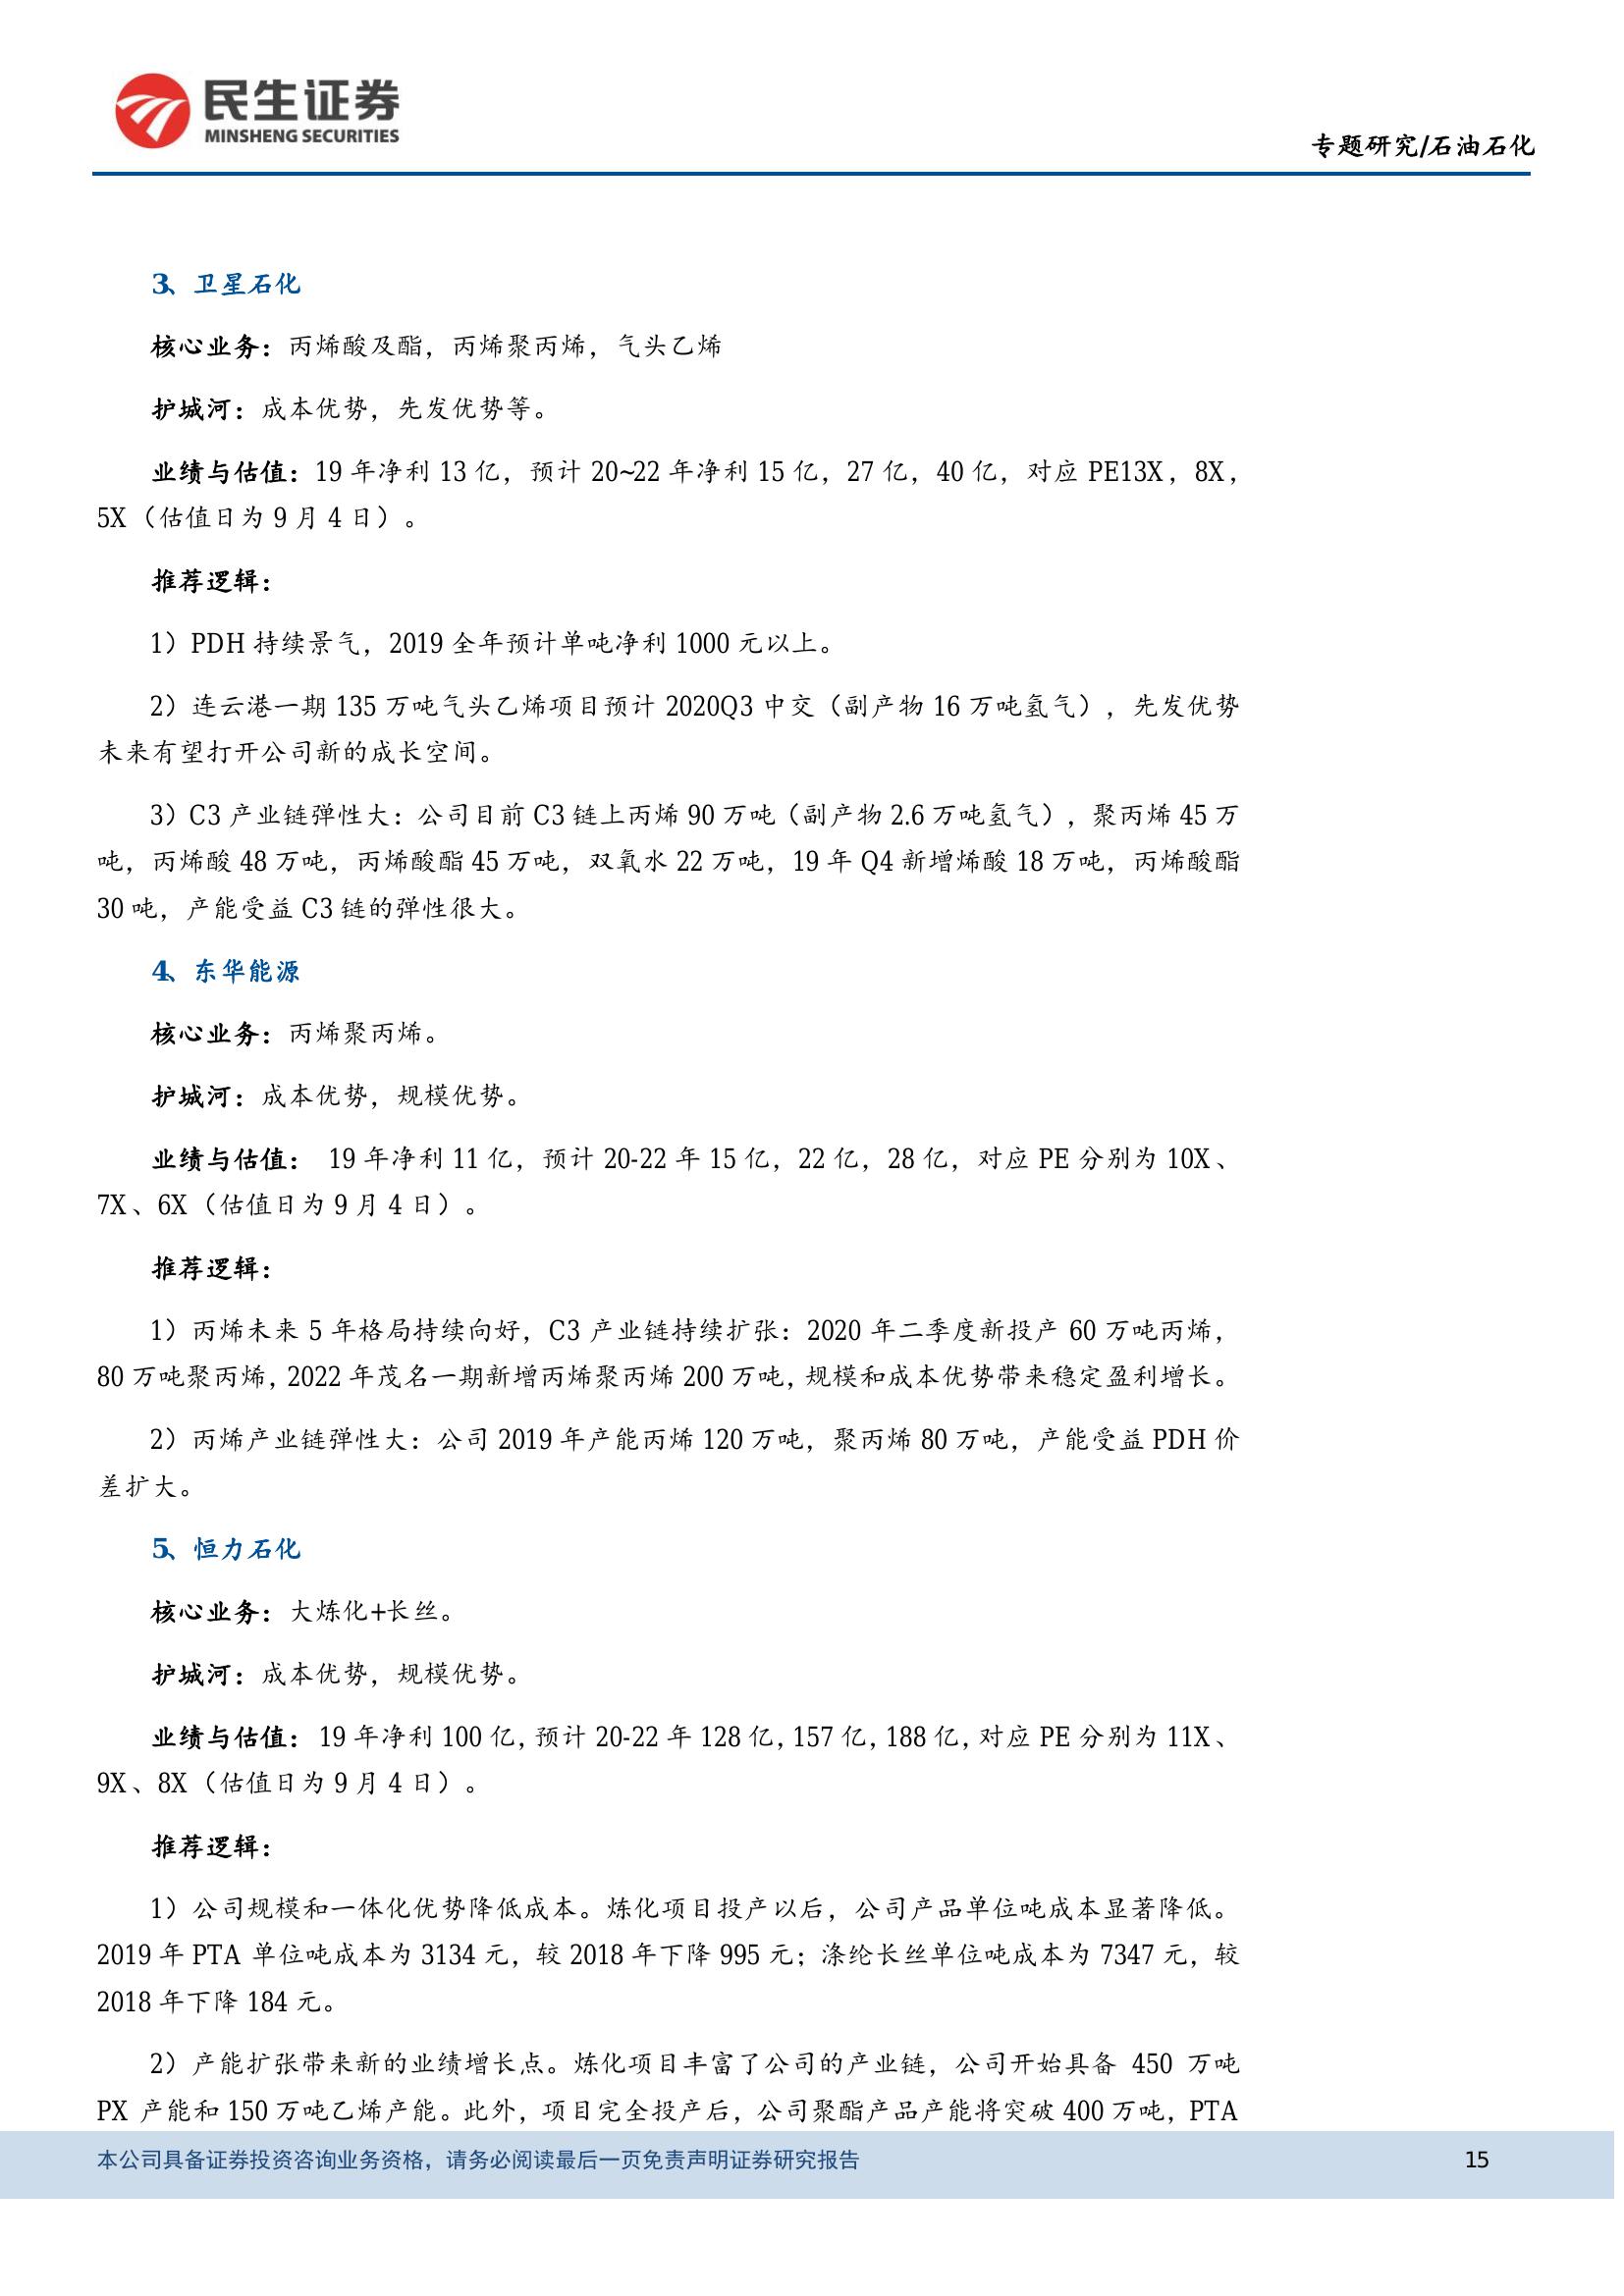 民生证券
MINSHENG SECURITIES
专题研究/石油石化
3、卫星石化
核心业务：丙烯酸及酯，丙烯聚丙烯，气头乙烯
护城河：成本优势，先发优势等。
业绩与估值：19 年净利 13 亿，预计 20~22 年净利 15 亿，27 亿，40 亿，对应 PE13X，8X，
5X（估值日为 9 月 4 日）。
推荐逻辑：
1）PDH 持续景气，2019 全年预计单吨净利 1000 元以上。
2）连云港一期 135 万吨气头乙烯项目预计 2020Q3 中交（副产物 16 万吨氢气），先发优势
未来有望打开公司新的成长空间。
3）C3 产业链弹性大：公司目前 C3 链上丙烯 90 万吨（副产物 2.6 万吨氢气），聚丙烯 45 万
吨，丙烯酸 48 万吨，丙烯酸酯 45 万吨，双氧水 22 万吨，19 年 Q4 新增烯酸 18 万吨，丙烯酸酯
30 吨，产能受益 C3 链的弹性很大。
4、东华能源
核心业务：丙烯聚丙烯。
护城河：成本优势，规模优势。
业绩与估值： 19 年净利 11 亿，预计 20-22 年 15 亿，22 亿，28 亿，对应 PE 分别为 10X、
7X、6X（估值日为 9 月 4 日）。
推荐逻辑：
1）丙烯未来 5 年格局持续向好，C3 产业链持续扩张：2020 年二季度新投产 60 万吨丙烯，
80 万吨聚丙烯，2022 年茂名一期新增丙烯聚丙烯 200 万吨，规模和成本优势带来稳定盈利增长。
2）丙烯产业链弹性大：公司 2019 年产能丙烯 120 万吨，聚丙烯 80 万吨，产能受益 PDH 价
差扩大。
5、恒力石化
核心业务：大炼化+长丝。
护城河：成本优势，规模优势。
业绩与估值： 19 年净利 100 亿，预计 20-22 年 128 亿，157 亿，188 亿，对应 PE 分别为 11X、
9X、8X（估值日为 9 月 4 日）。
推荐逻辑：
1）公司规模和一体化优势降低成本。炼化项目投产以后，公司产品单位吨成本显著降低。
2019 年 PTA 单位吨成本为 3134 元，较 2018 年下降 995 元；涤纶长丝单位吨成本为 7347 元，较
2018 年下降 184 元。
2）产能扩张带来新的业绩增长点。炼化项目丰富了公司的产业链，公司开始具备 450 万吨
PX 产能和 150 万吨乙烯产能。此外，项目完全投产后，公司聚酯产品产能将突破 400 万吨，PTA
本公司具备证券投资咨询业务资格，请务必阅读最后一页免责声明证券研究报告 15